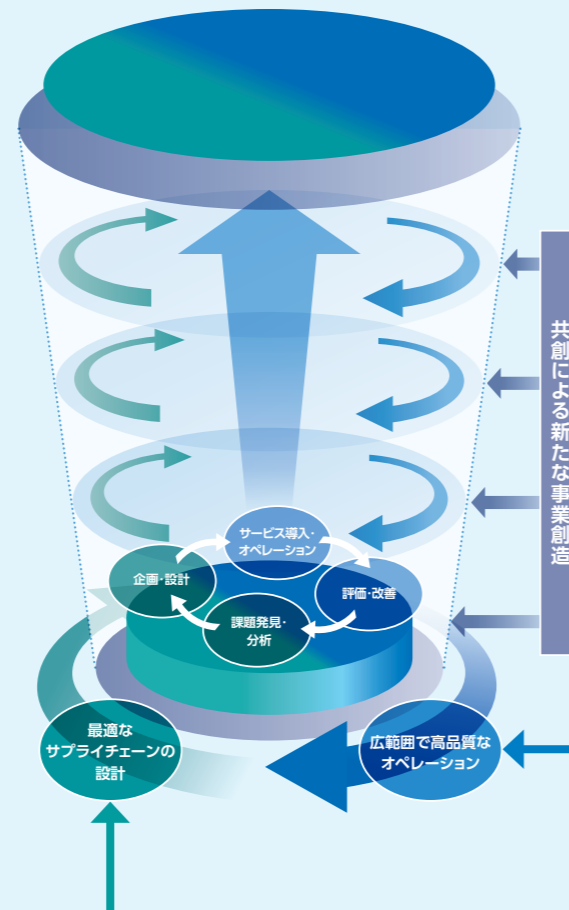 共創による新たな事業創造
サービス導入・
オペレーション
企画・設計
評価・改善
課題発見・
分析
最適な
サプライチェーンの
設計
広範囲で高品質な
オペレーション